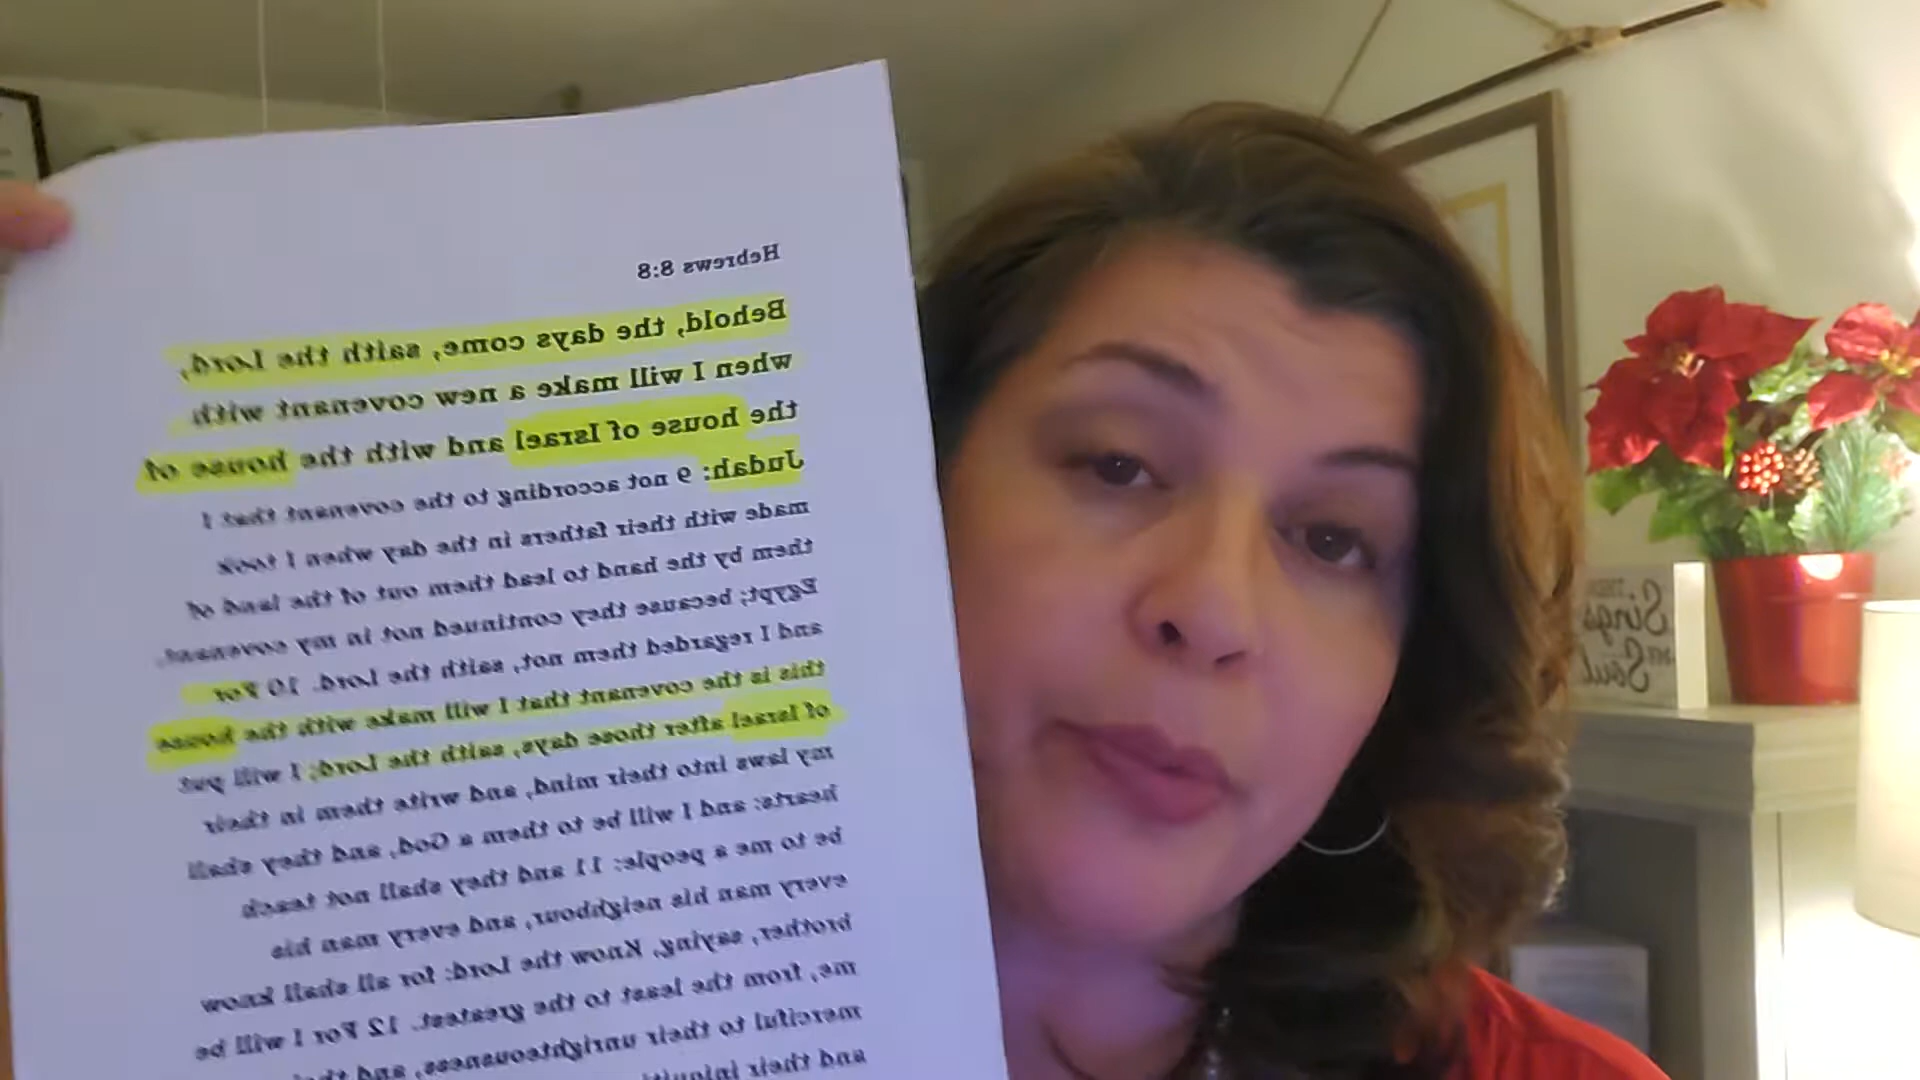 Hebrews 8:8
Behold, the days come, saith the Lord,
when I will make a new covenant with
the house of Israel and with the house of
Judah: 9 not according to the covenant that I
made with their fathers in the day when I took
them by the hand to lead them out of the land of
Egypt; because they continued not in my covenant,
and I regarded them not, saith the Lord. 10 For
this is the covenant that I will make with the house
of Israel after those days, saith the Lord; I will put
my laws into their mind, and write them in their
hearts: and I will be to them a God, and they shall
be to me a people: 11 and they shall not teach
every man his neighbour, and every man his
brother, saying, Know the Lord: for all shall know
me, from the least to the greatest. 12 For I will be
merciful to their unrighteousness, and
and their
Sings
MY
Soul